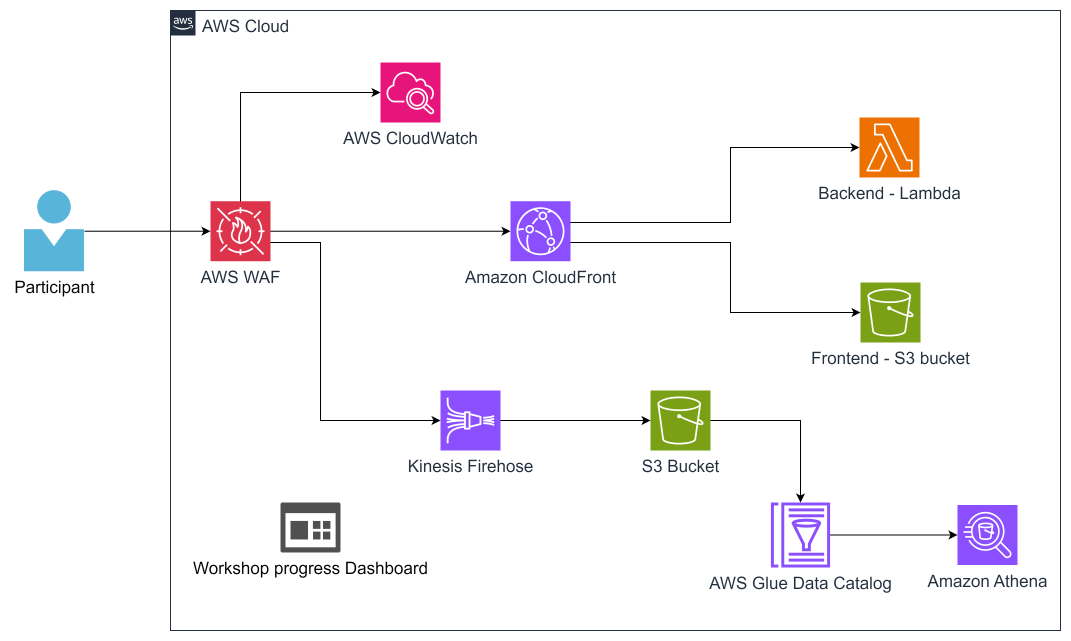 aws
AWS Cloud
AWS CloudWatch
Backend - Lambda
AWS WAF
Amazon CloudFront
Participant
Frontend - S3 bucket
Kinesis Firehose
S3 Bucket
Workshop progress Dashboard
AWS Glue Data Catalog
Amazon Athena